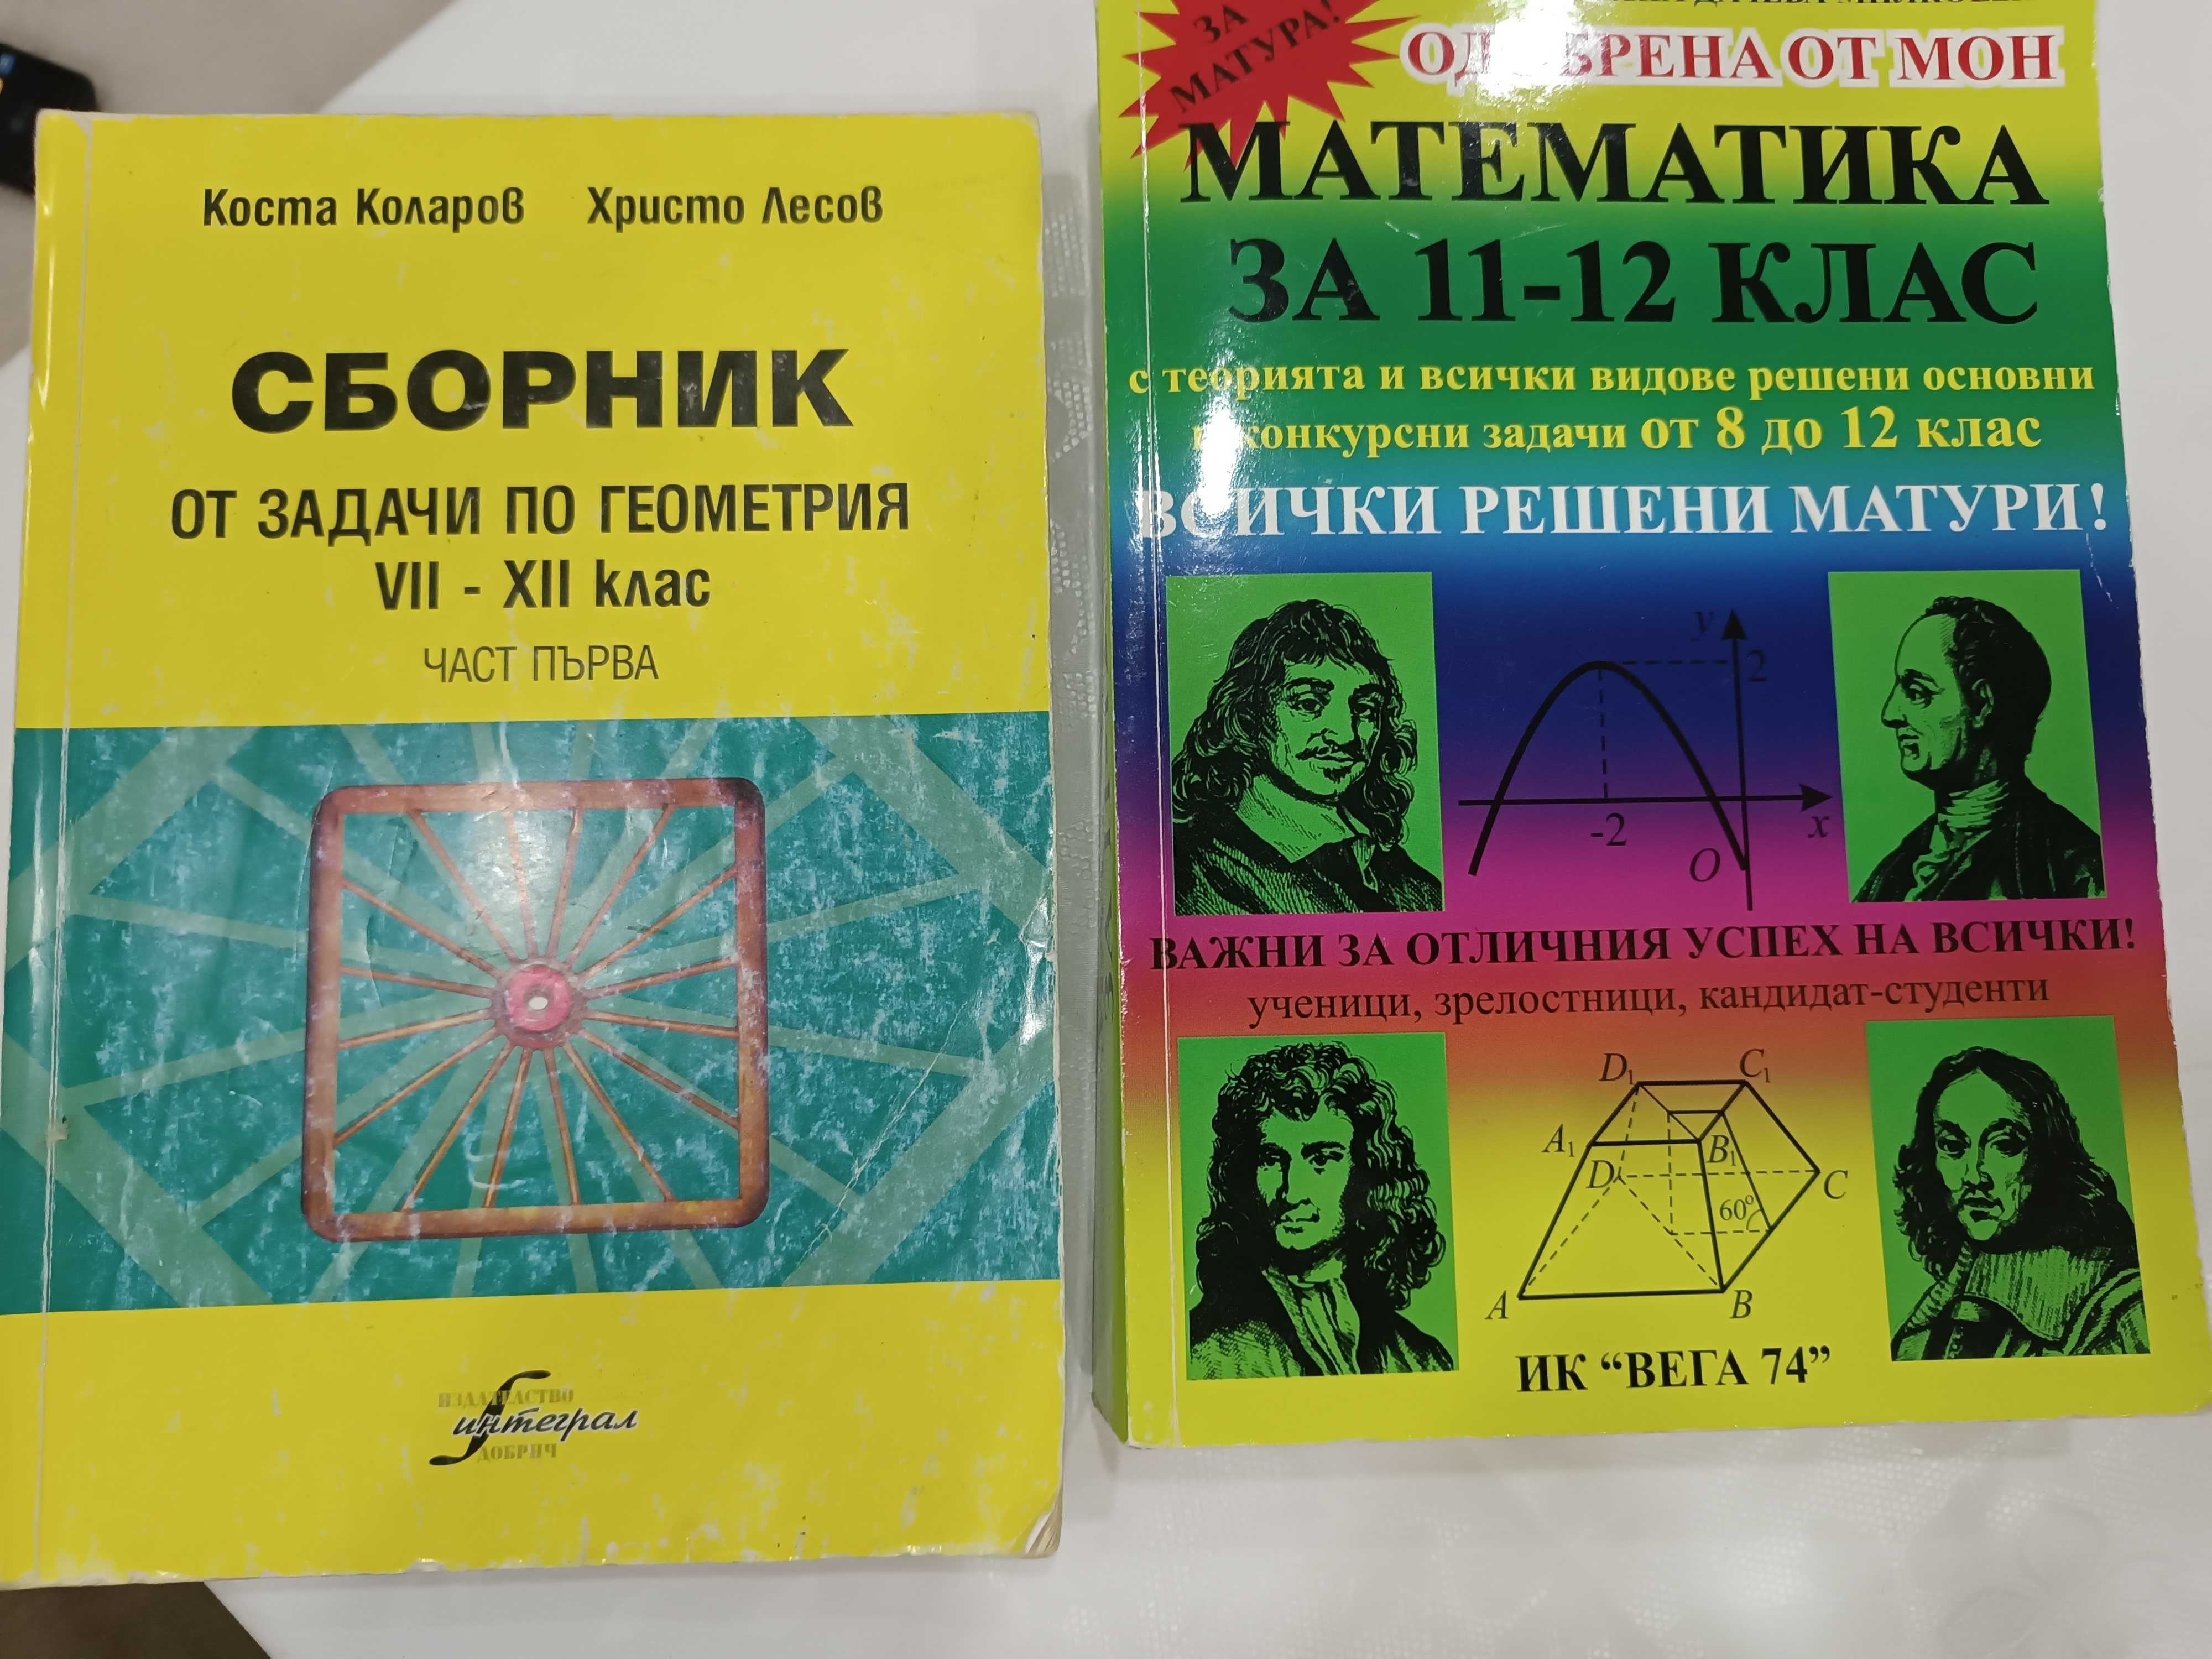 Коста Коларов Христо Лесов
СБОРНИК
ОТ ЗАДАЧИ ПО ГЕОМЕТРИЯ
VII - XII клас
ЧАСТ ПЪРВА
ИЗДАТЕЛСТВО
интеграл
ДОБРИЧ
ЗА
МАТУРА!
ОДОБРЕНА ОТ МОН
МАТЕМАТИКА
ЗА 11-12 КЛАС
с теорията и всички видове решени основни
и конкурсни задачи от 8 до 12 клас
ВСИЧКИ РЕШЕНИ МАТУРИ!
y
2
-2
x
O
ВАЖНИ ЗА ОТЛИЧНИЯ УСПЕХ НА ВСИЧКИ!
ученици, зрелостници, кандидат-студенти
D₁ C₁
A₁ B₁
D C
60°
A B
ИК “ВЕГА 74”